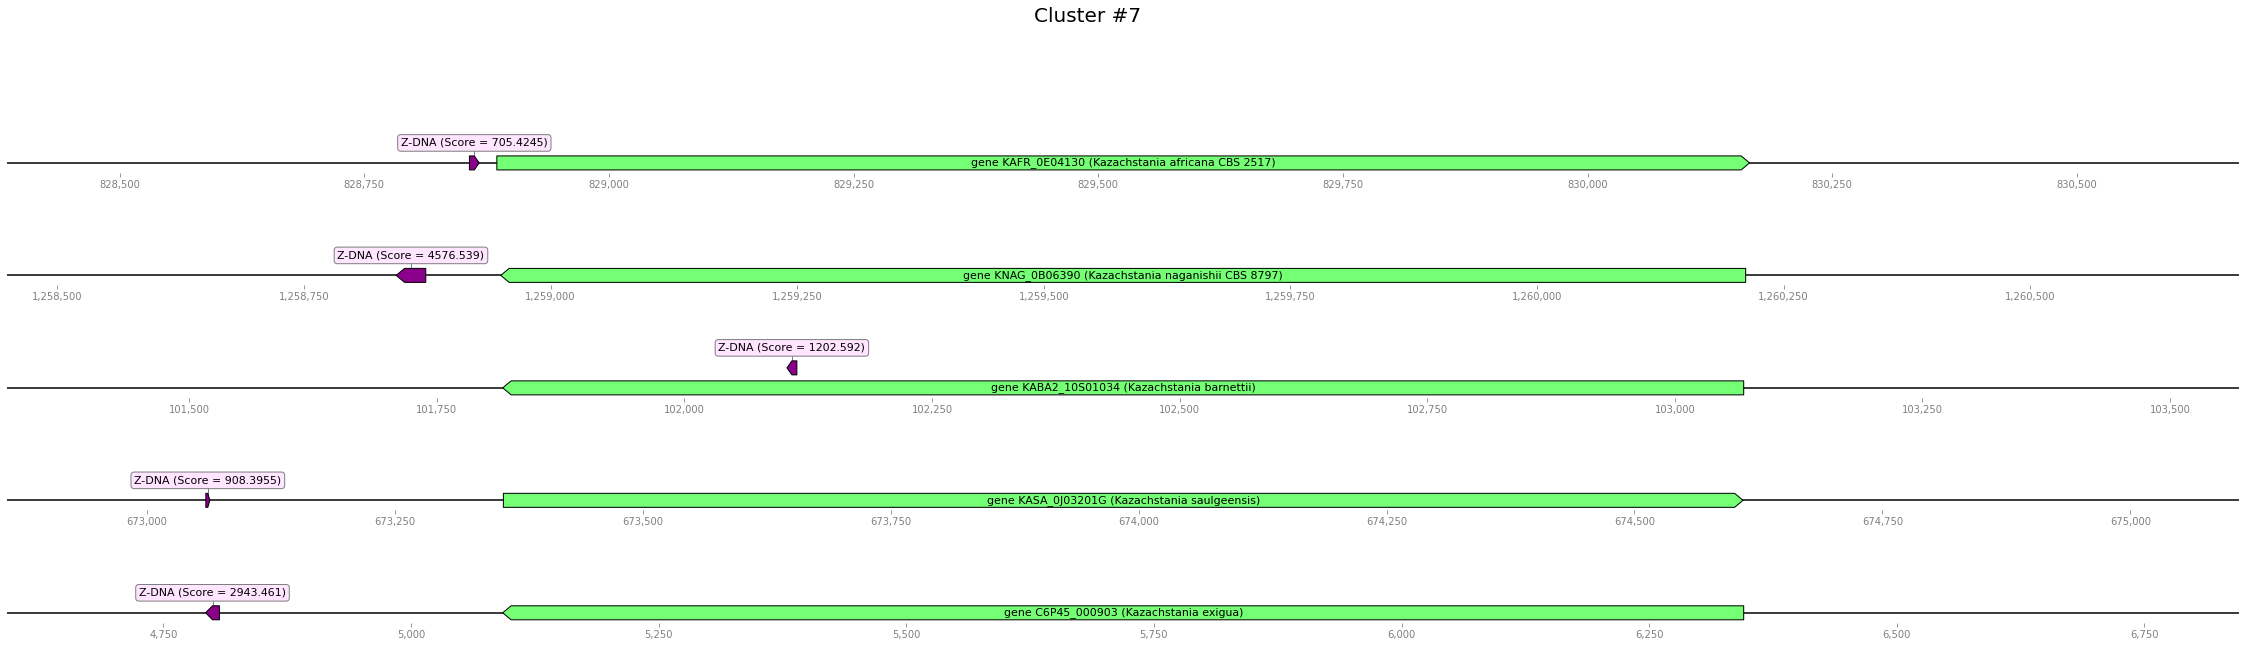 Cluster #7
Z-DNA (Score = 705.4245)
gene KAFR_0E04130 (Kazachstania africana CBS 2517)
828,500 828,750 829,000 829,250 829,500 829,750 830,000 830,250 830,500
Z-DNA (Score = 4576.539)
gene KNAG_0B06390 (Kazachstania naganishii CBS 8797)
1,258,500 1,258,750 1,259,000 1,259,250 1,259,500 1,259,750 1,260,000 1,260,250 1,260,500
Z-DNA (Score = 1202.592)
gene KABA2_10S01034 (Kazachstania barnettii)
101,500 101,750 102,000 102,250 102,500 102,750 103,000 103,250 103,500
Z-DNA (Score = 908.3955)
gene KASA_0J03201G (Kazachstania saulgeensis)
673,000 673,250 673,500 673,750 674,000 674,250 674,500 674,750 675,000
Z-DNA (Score = 2943.461)
gene C6P45_000903 (Kazachstania exigua)
4,750 5,000 5,250 5,500 5,750 6,000 6,250 6,500 6,750